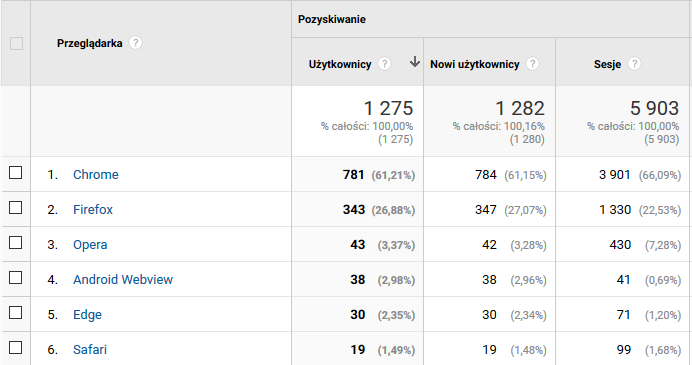 Pozyskiwanie
Przeglądarka ?
Użytkownicy ? Nowi użytkownicy ? Sesje ?
1 275 1 282 5 903
% całości: 100,00% % całości: 100,16% % całości: 100,00%
(1 275) (1 280) (5 903)
1. Chrome 781 (61,21%) 784 (61,15%) 3 901 (66,09%)
2. Firefox 343 (26,88%) 347 (27,07%) 1 330 (22,53%)
3. Opera 43 (3,37%) 42 (3,28%) 430 (7,28%)
4. Android Webview 38 (2,98%) 38 (2,96%) 41 (0,69%)
5. Edge 30 (2,35%) 30 (2,34%) 71 (1,20%)
6. Safari 19 (1,49%) 19 (1,48%) 99 (1,68%)